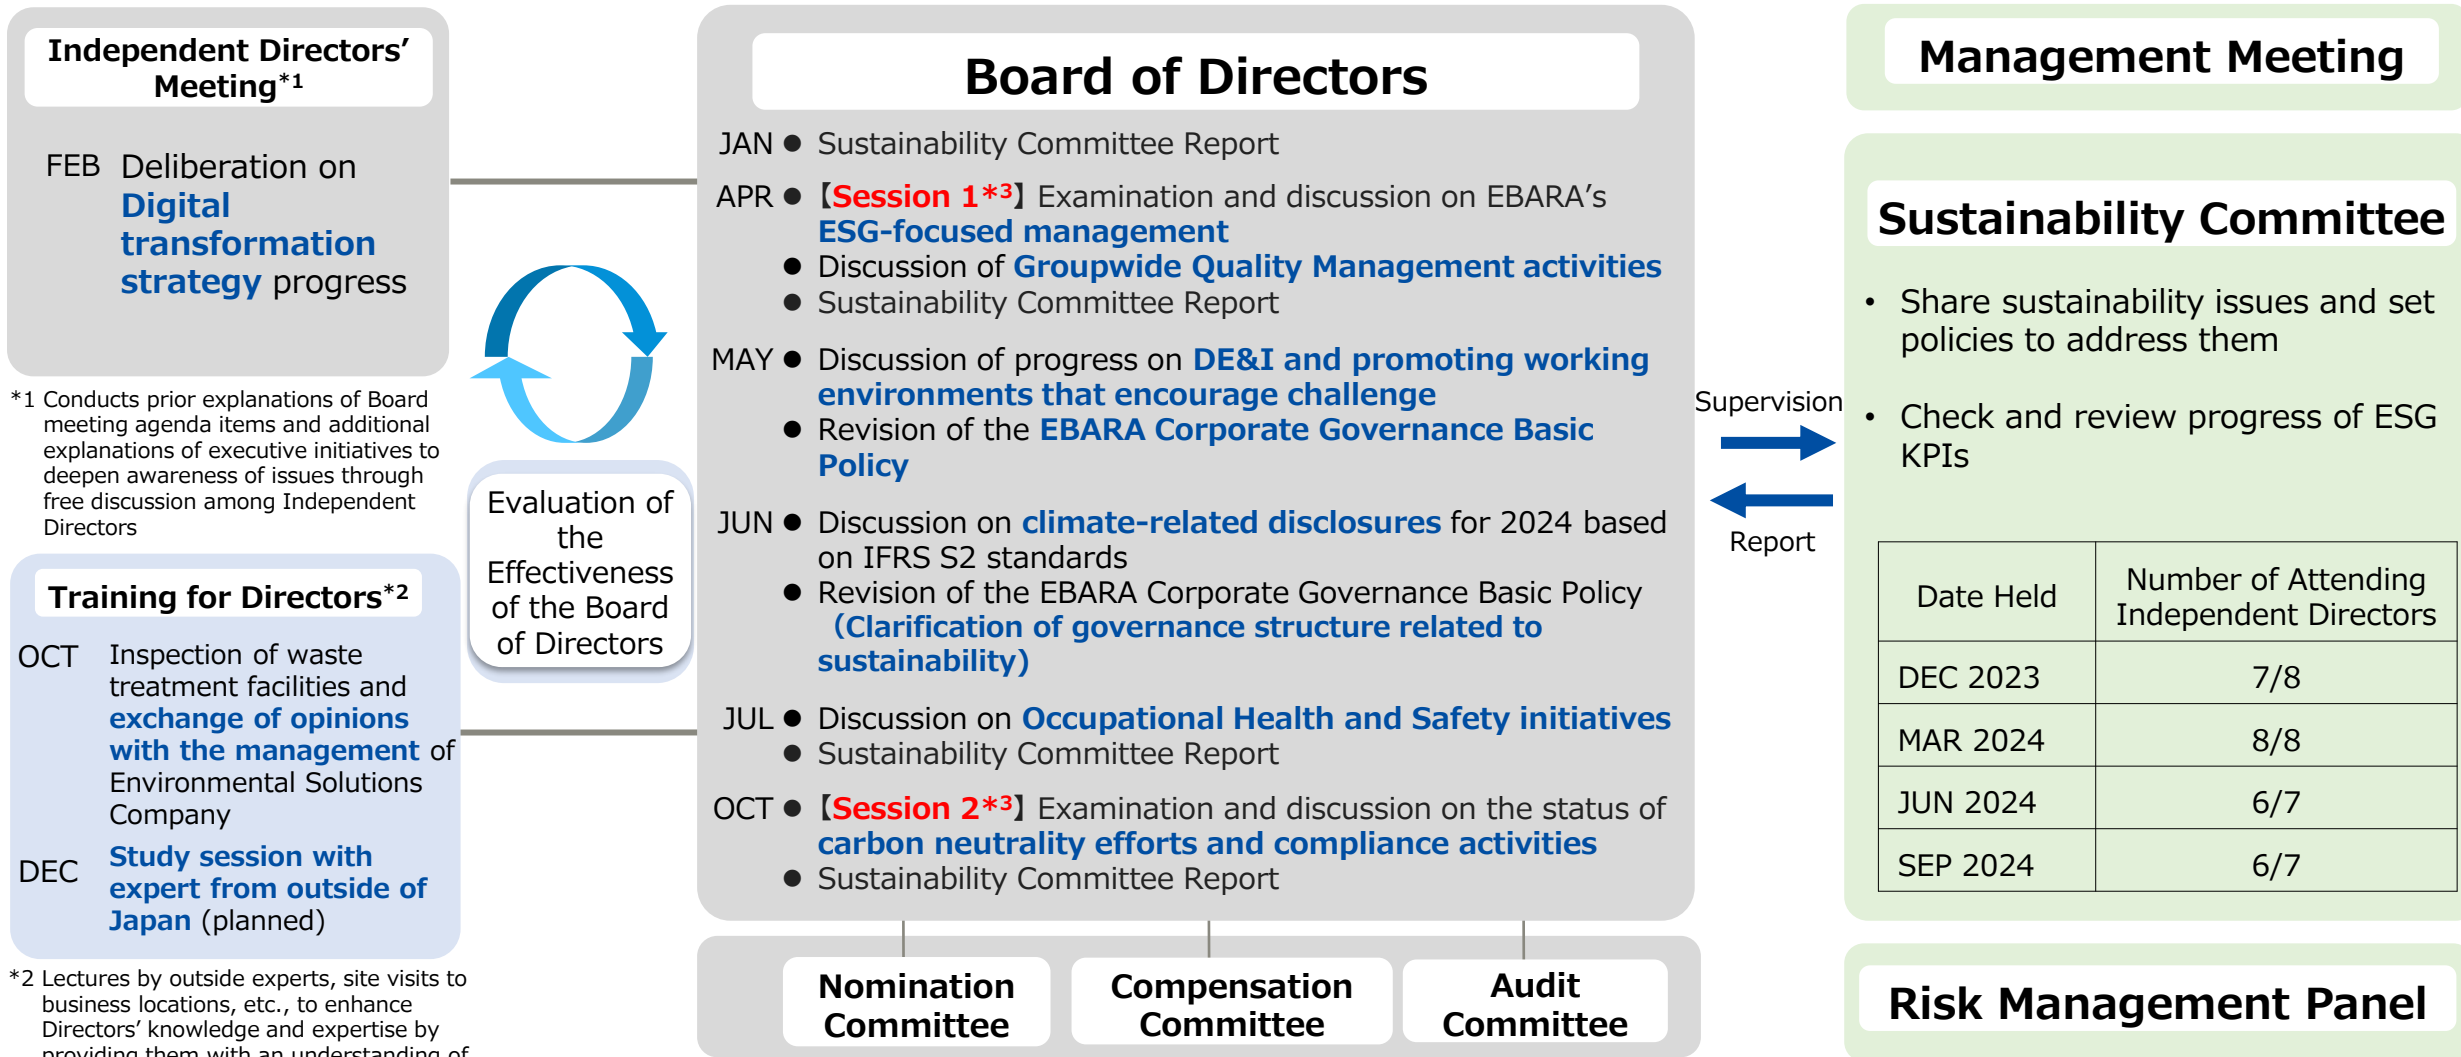 Independent Directors’
Meeting*1
FEB Deliberation on
Digital
transformation
strategy progress
*1 Conducts prior explanations of Board
meeting agenda items and additional
explanations of executive initiatives to
deepen awareness of issues through
free discussion among Independent
Directors
Training for Directors*2
OCT Inspection of waste
treatment facilities and
exchange of opinions
with the management of
Environmental Solutions
Company
DEC Study session with
expert from outside of
Japan (planned)
*2 Lectures by outside experts, site visits to
business locations, etc., to enhance
Directors’ knowledge and expertise by
providing them with an understanding of
Evaluation of
the
Effectiveness
of the Board
of Directors
Board of Directors
JAN ● Sustainability Committee Report
APR ● 【Session 1*3】 Examination and discussion on EBARA’s
ESG-focused management
● Discussion of Groupwide Quality Management activities
● Sustainability Committee Report
MAY ● Discussion of progress on DE&I and promoting working
environments that encourage challenge
● Revision of the EBARA Corporate Governance Basic
Policy
JUN ● Discussion on climate-related disclosures for 2024 based
on IFRS S2 standards
● Revision of the EBARA Corporate Governance Basic Policy
（Clarification of governance structure related to
sustainability)
JUL ● Discussion on Occupational Health and Safety initiatives
● Sustainability Committee Report
OCT ● 【Session 2*3】 Examination and discussion on the status of
carbon neutrality efforts and compliance activities
● Sustainability Committee Report
Nomination
Committee
Compensation
Committee
Audit
Committee
Supervision
Report
Management Meeting
Sustainability Committee
• Share sustainability issues and set
policies to address them
• Check and review progress of ESG
KPIs
Date Held Number of Attending
Independent Directors
DEC 2023 7/8
MAR 2024 8/8
JUN 2024 6/7
SEP 2024 6/7
Risk Management Panel